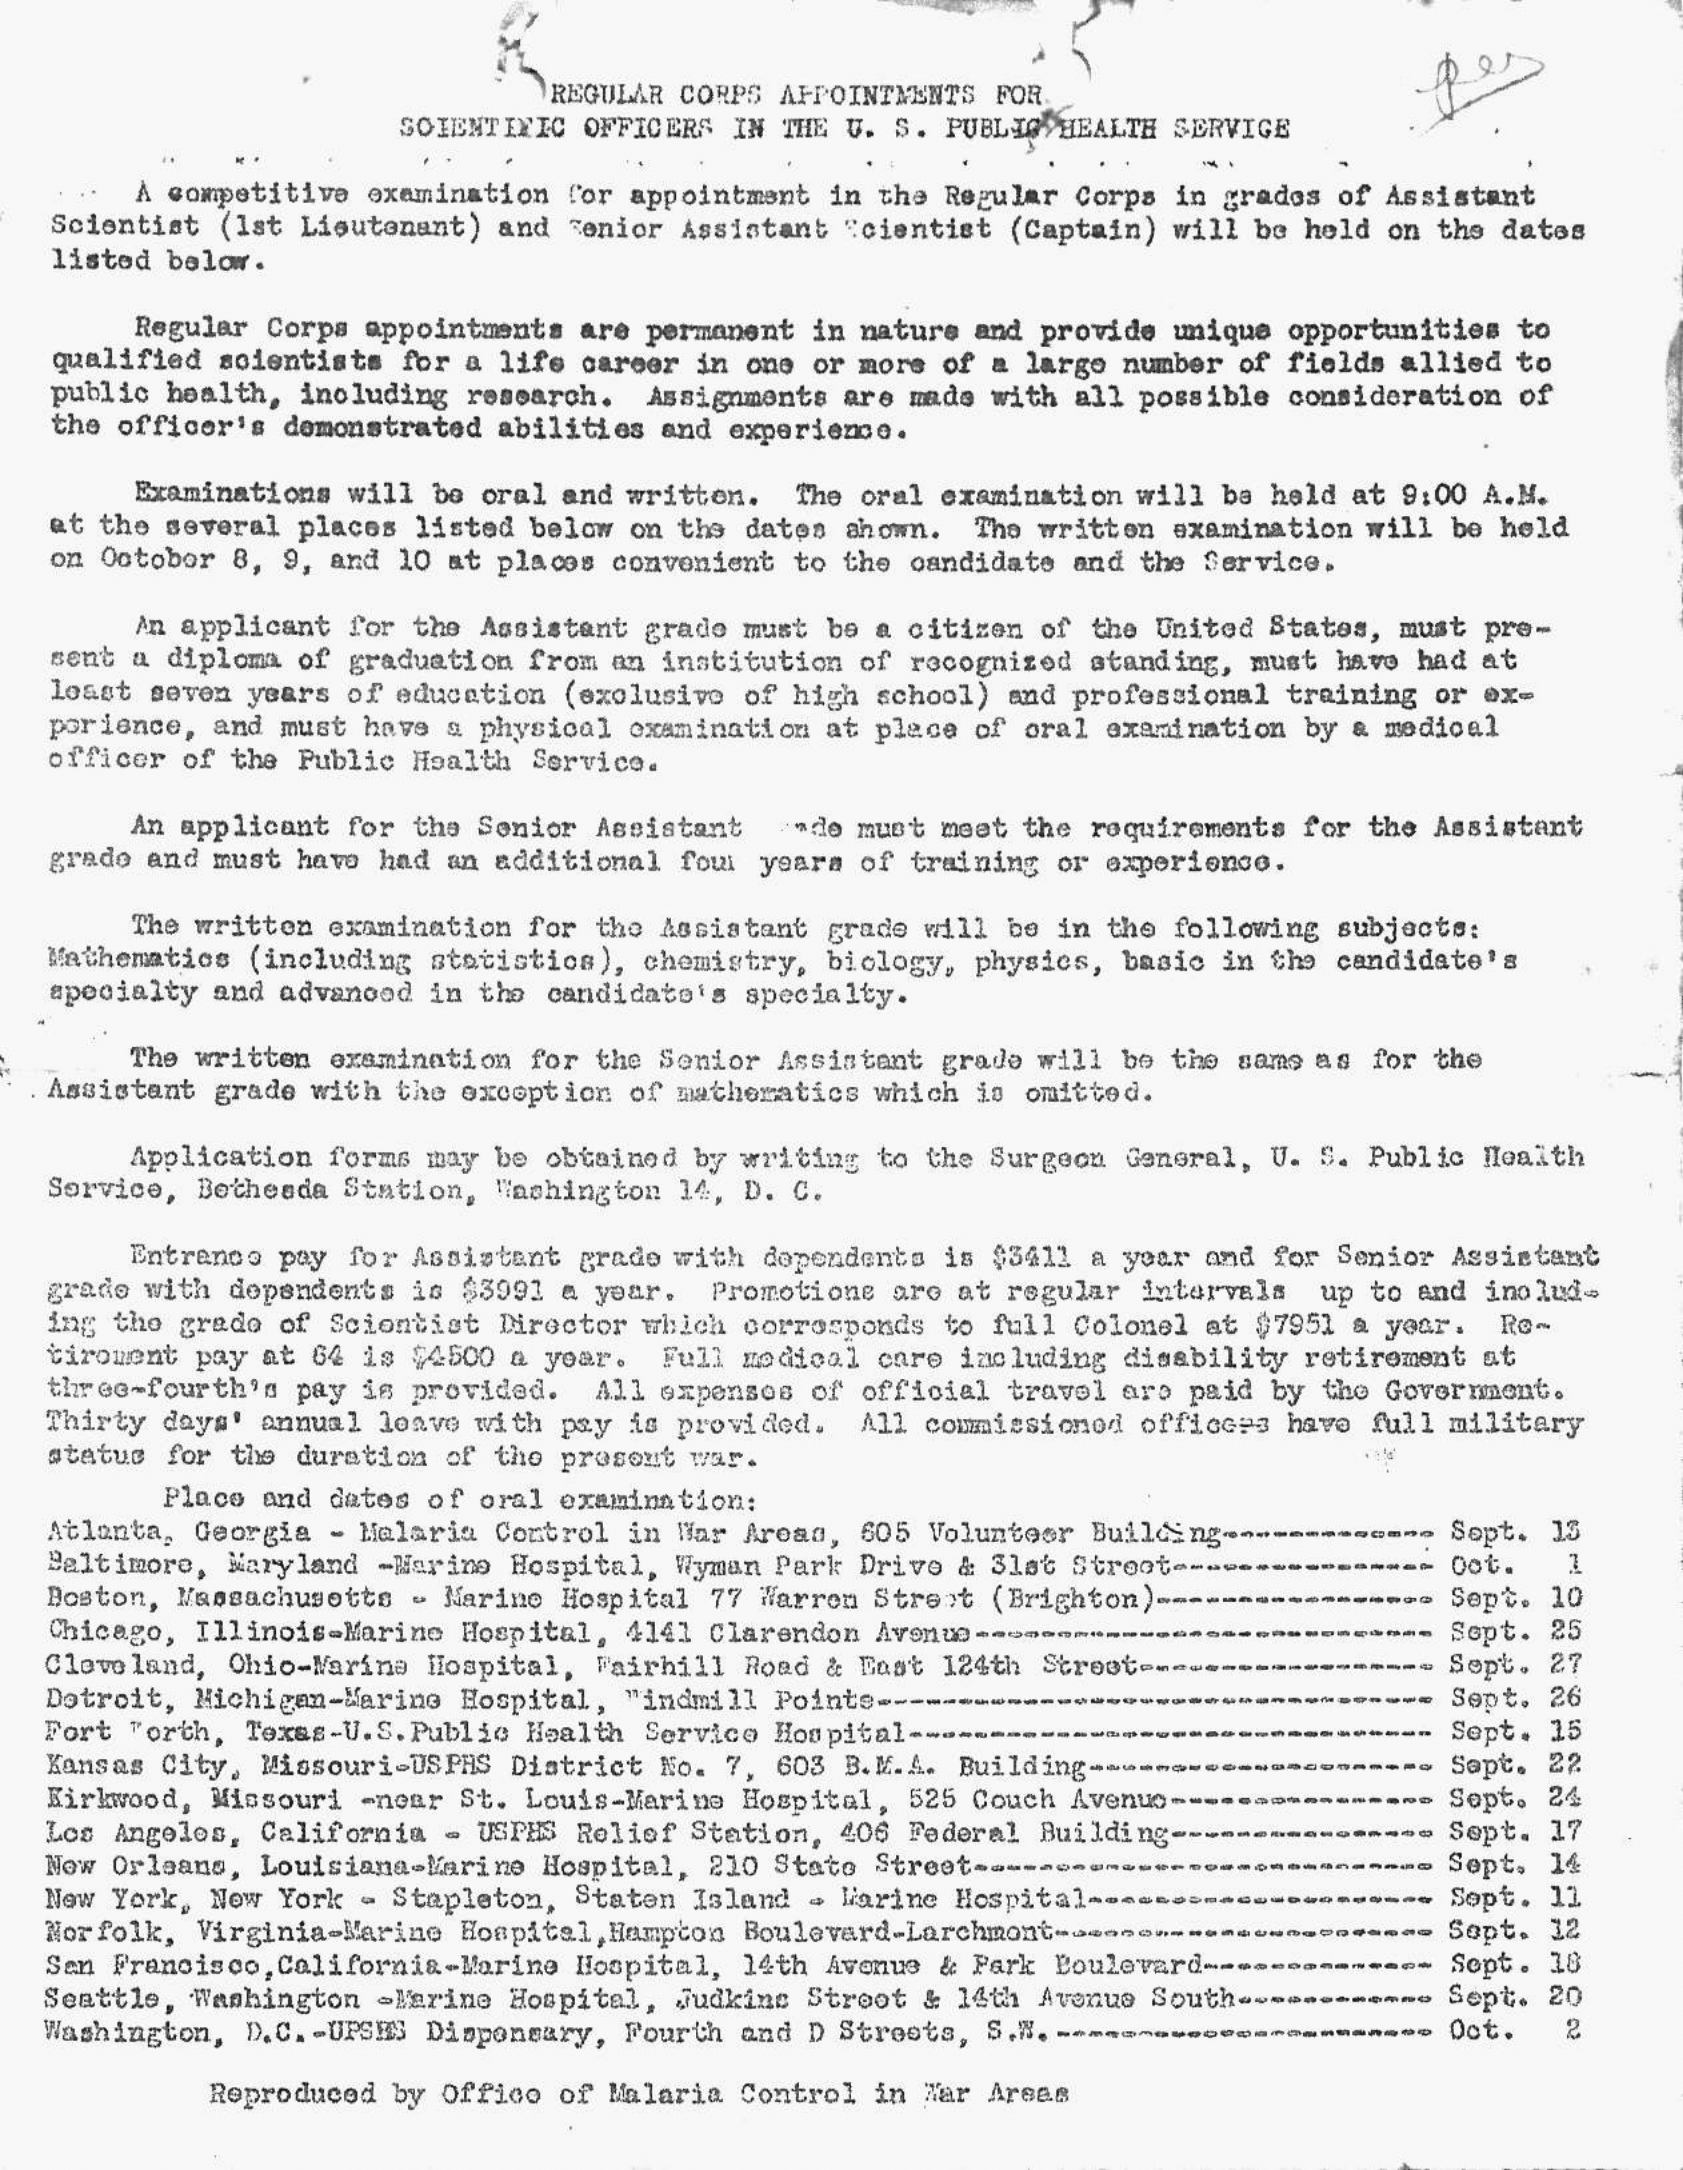 REGULAR CORPS APPOINTMENTS FOR
SCIENTIFIC OFFICERS IN THE U. S. PUBLIC HEALTH SERVICE
A competitive examination for appointment in the Regular Corps in grades of Assistant
Scientist (1st Lieutenant) and Senior Assistant Scientist (Captain) will be held on the dates
listed below.
Regular Corps appointments are permanent in nature and provide unique opportunities to
qualified scientists for a life career in one or more of a large number of fields allied to
public health, including research. Assignments are made with all possible consideration of
the officer's demonstrated abilities and experience.
Examinations will be oral and written. The oral examination will be held at 9:00 A.M.
at the several places listed below on the dates shown. The written examination will be held
on October 8, 9, and 10 at places convenient to the candidate and the Service.
An applicant for the Assistant grade must be a citizen of the United States, must pre-
sent a diploma of graduation from an institution of recognized standing, must have had at
least seven years of education (exclusive of high school) and professional training or ex-
perience, and must have a physical examination at place of oral examination by a medical
officer of the Public Health Service.
An applicant for the Senior Assistant must meet the requirements for the Assistant
grade and must have had an additional four years of training or experience.
The written examination for the Assistant grade will be in the following subjects:
Mathematics (including statistics), chemistry, biology, physics, basic in the candidate's
specialty and advanced in the candidate's specialty.
The written examination for the Senior Assistant grade will be the same as for the
Assistant grade with the exception of mathematics which is omitted.
Application forms may be obtained by writing to the Surgeon General, U. S. Public Health
Service, Bethesda Station, Washington 14, D. C.
Entrance pay for Assistant grade with dependents is $3411 a year and for Senior Assistant
grade with dependents is $3991 a year. Promotions are at regular intervals up to and includ-
ing the grade of Scientist Director which corresponds to full Colonel at $7951 a year. Re-
tirement pay at 64 is $4500 a year. Full medical care including disability retirement at
three-fourth's pay is provided. All expenses of official travel are paid by the Government.
Thirty days' annual leave with pay is provided. All commissioned officers have full military
status for the duration of the present war.
Place and dates of oral examination:
Atlanta, Georgia - Malaria Control in War Areas, 605 Volunteer Building-------------- Sept. 13
Baltimore, Maryland -Marine Hospital, Wyman Park Drive & 31st Street----------------- Oct. 1
Boston, Massachusetts - Marine Hospital 77 Warren Street (Brighton)------------------ Sept. 10
Chicago, Illinois-Marine Hospital, 4141 Clarendon Avenue----------------------------- Sept. 25
Cleveland, Ohio-Marine Hospital, Fairhill Road & East 124th Street------------------- Sept. 27
Detroit, Michigan-Marine Hospital, Windmill Pointe----------------------------------- Sept. 26
Fort Worth, Texas-U.S.Public Health Service Hospital--------------------------------- Sept. 15
Kansas City, Missouri-USPHS District No. 7, 603 B.M.A. Building---------------------- Sept. 22
Kirkwood, Missouri -near St. Louis-Marine Hospital, 525 Couch Avenue----------------- Sept. 24
Los Angeles, California - USPHS Relief Station, 406 Federal Building----------------- Sept. 17
New Orleans, Louisiana-Marine Hospital, 210 State Street----------------------------- Sept. 14
New York, New York - Stapleton, Staten Island - Marine Hospital---------------------- Sept. 11
Norfolk, Virginia-Marine Hospital,Hampton Boulevard-Larchmont------------------------ Sept. 12
San Francisco,California-Marine Hospital, 14th Avenue & Park Boulevard--------------- Sept. 18
Seattle, Washington -Marine Hospital, Judkins Street & 14th Avenue South------------- Sept. 20
Washington, D.C.-UPSHS Dispensary, Fourth and D Streets, S.W.------------------------ Oct. 2
Reproduced by Office of Malaria Control in War Areas